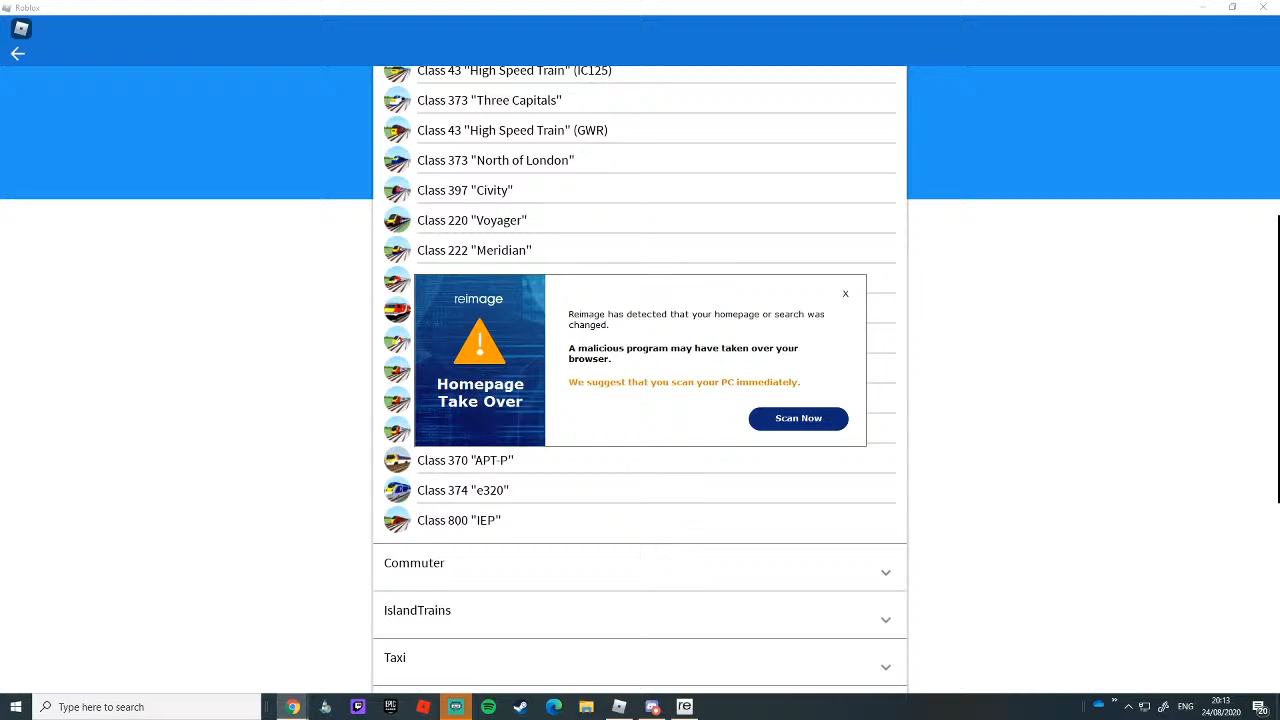 Roblox
Class 43 "High Speed Train" (IC125)
Class 373 "Three Capitals"
Class 43 "High Speed Train" (GWR)
Class 373 "North of London"
Class 397 "Civity"
Class 220 "Voyager"
Class 222 "Meridian"
reimage
Homepage
Take Over
X
Reimage has detected that your homepage or search was
changed.
A malicious program may have taken over your
browser.
We suggest that you scan your PC immediately.
Scan Now
Class 370 "APT-P"
Class 374 "e320"
Class 800 "IEP"
Commuter
IslandTrains
Taxi
Type here to search
EPIC
GAMES
re
ENG
20:13
24/08/2020
20